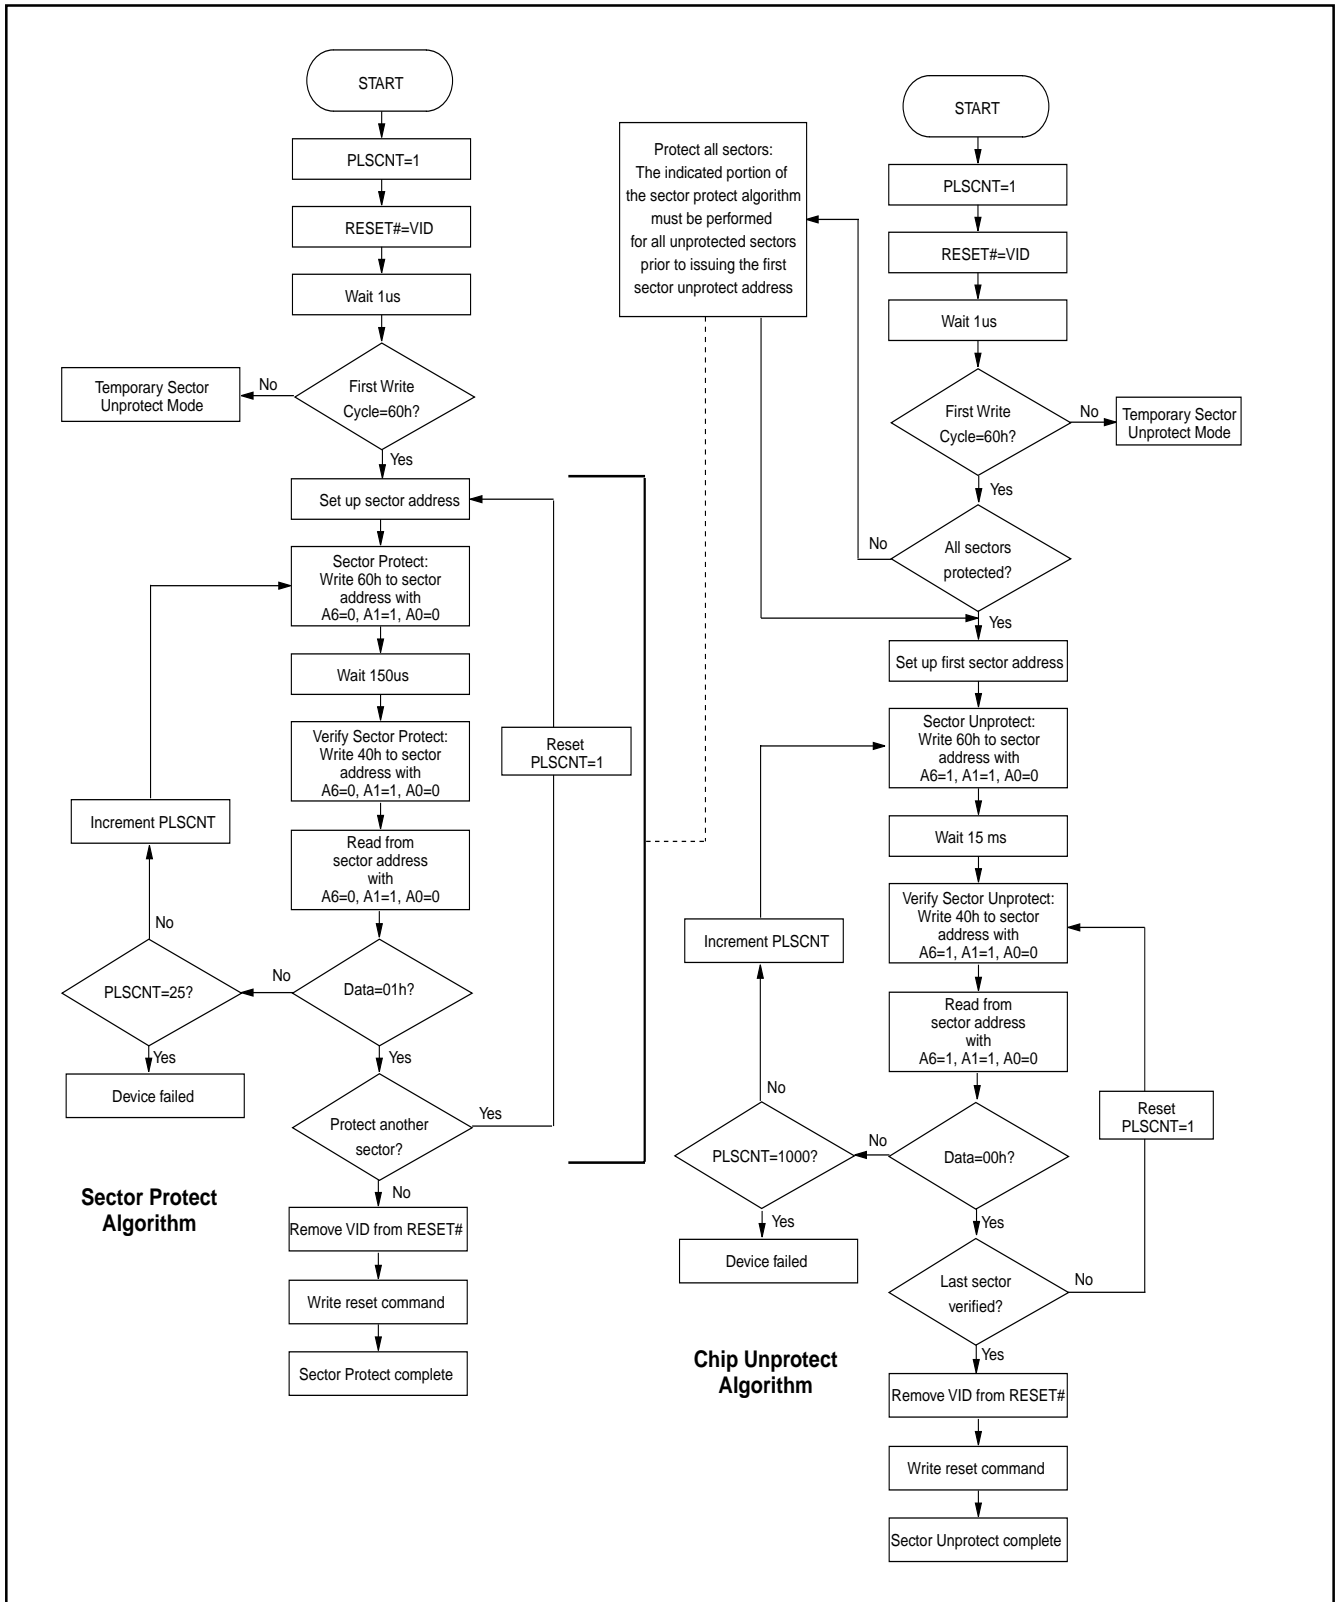 START
PLSCNT=1
RESET#=VID
Wait 1us
First Write
Cycle=60h?
No
Temporary Sector
Unprotect Mode
Yes
Set up sector address
Sector Protect:
Write 60h to sector
address with
A6=0, A1=1, A0=0
Wait 150us
Verify Sector Protect:
Write 40h to sector
address with
A6=0, A1=1, A0=0
Reset
PLSCNT=1
Increment PLSCNT
Read from
sector address
with
A6=0, A1=1, A0=0
No
PLSCNT=25?
No
Data=01h?
Yes
Device failed
Yes
Protect another
sector?
Yes
No
Sector Protect
Algorithm
Remove VID from RESET#
Write reset command
Sector Protect complete
Protect all sectors:
The indicated portion of
the sector protect algorithm
must be performed
for all unprotected sectors
prior to issuing the first
sector unprotect address
START
PLSCNT=1
RESET#=VID
Wait 1us
First Write
Cycle=60h?
No
Temporary Sector
Unprotect Mode
Yes
No
All sectors
protected?
Yes
Set up first sector address
Sector Unprotect:
Write 60h to sector
address with
A6=1, A1=1, A0=0
Wait 15 ms
Verify Sector Unprotect:
Write 40h to sector
address with
A6=1, A1=1, A0=0
Increment PLSCNT
Read from
sector address
with
A6=1, A1=1, A0=0
No
Reset
PLSCNT=1
PLSCNT=1000?
No
Data=00h?
Yes
Device failed
Yes
Last sector
verified?
No
Yes
Chip Unprotect
Algorithm
Remove VID from RESET#
Write reset command
Sector Unprotect complete